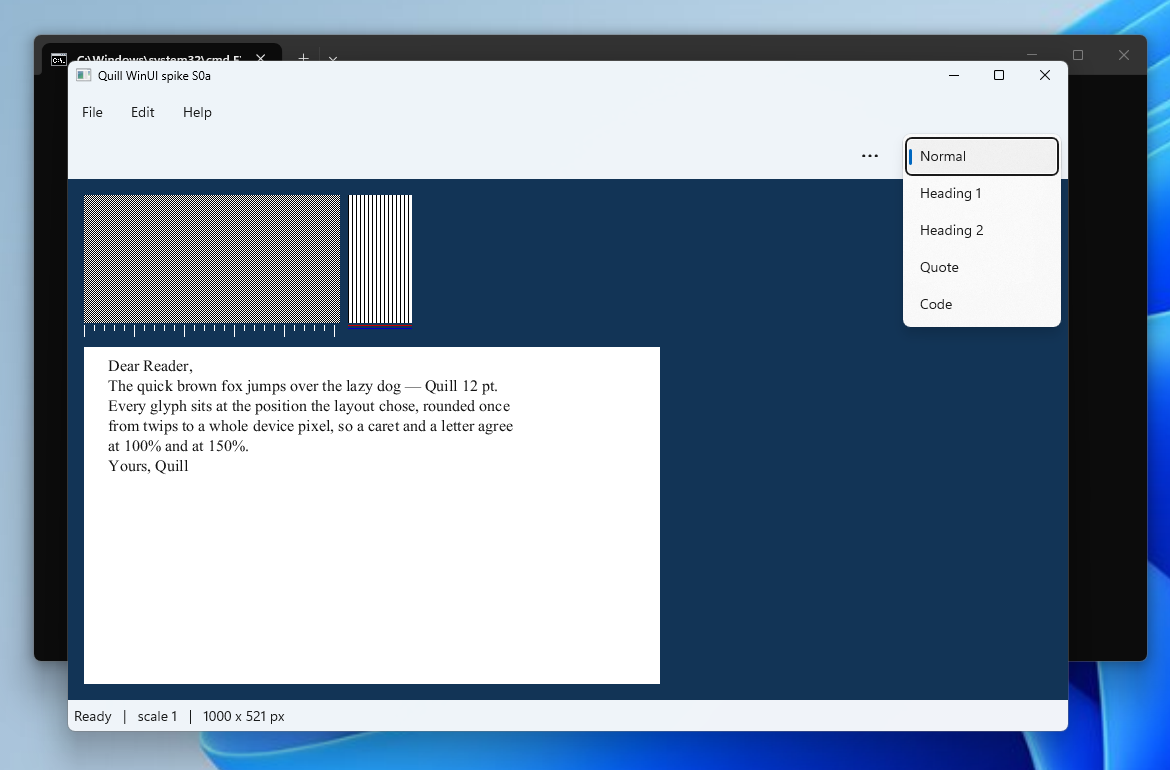 Quill WinUI spike S0a
File Edit Help
Normal
Heading 1
Heading 2
Quote
Code
Dear Reader,
The quick brown fox jumps over the lazy dog — Quill 12 pt.
Every glyph sits at the position the layout chose, rounded once
from twips to a whole device pixel, so a caret and a letter agree
at 100% and at 150%.
Yours, Quill
Ready | scale 1 | 1000 x 521 px